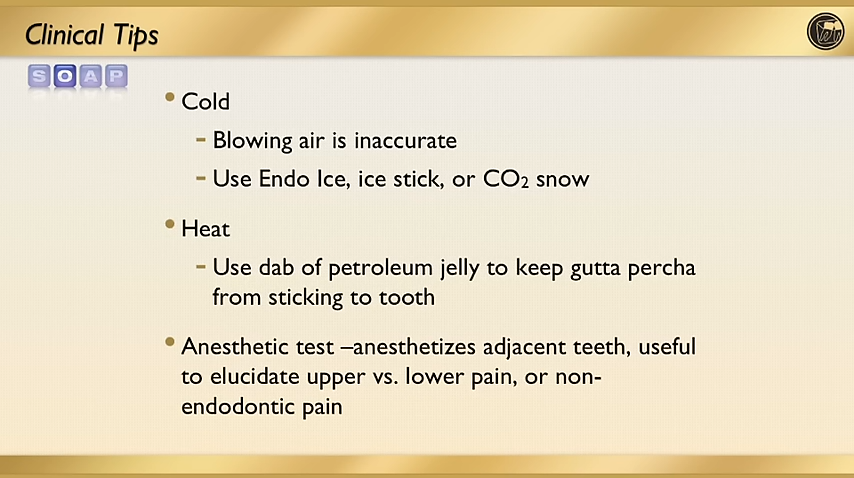 Clinical Tips
S O A P
• Cold
– Blowing air is inaccurate
– Use Endo Ice, ice stick, or CO₂ snow
• Heat
– Use dab of petroleum jelly to keep gutta percha
from sticking to tooth
• Anesthetic test –anesthetizes adjacent teeth, useful
to elucidate upper vs. lower pain, or non-
endodontic pain